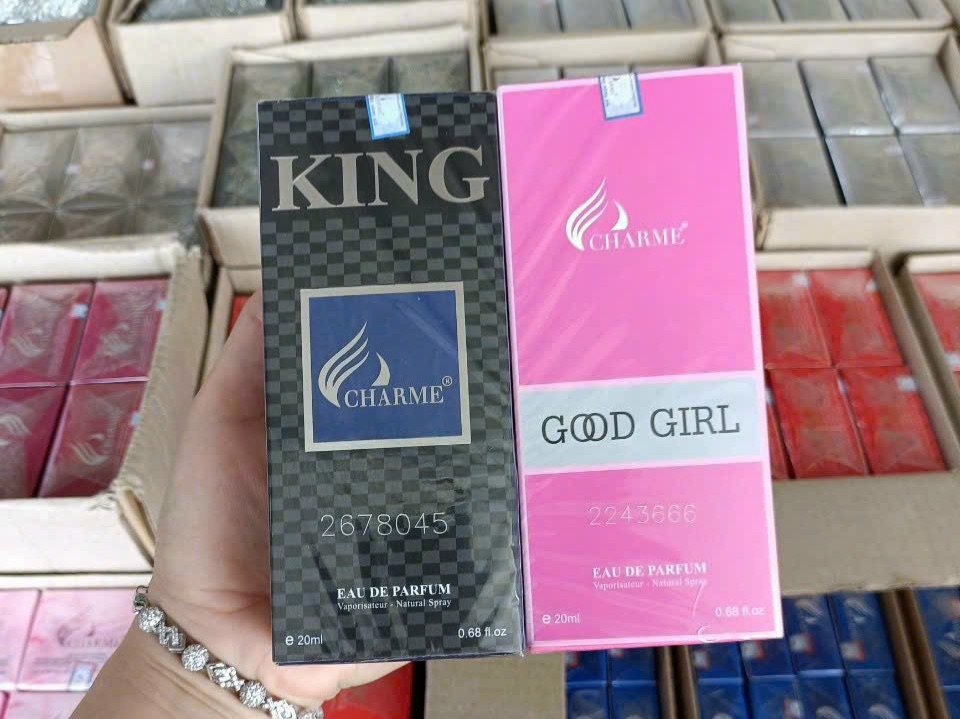 KING
CHARME®
2678045
EAU DE PARFUM
Vaporisateur - Natural Spray
e 20ml
0.68 fl.oz
CHARME®
GOOD GIRL
2243666
EAU DE PARFUM
Vaporisateur - Natural Spray
e 20ml
0.68 fl.oz
CHARME